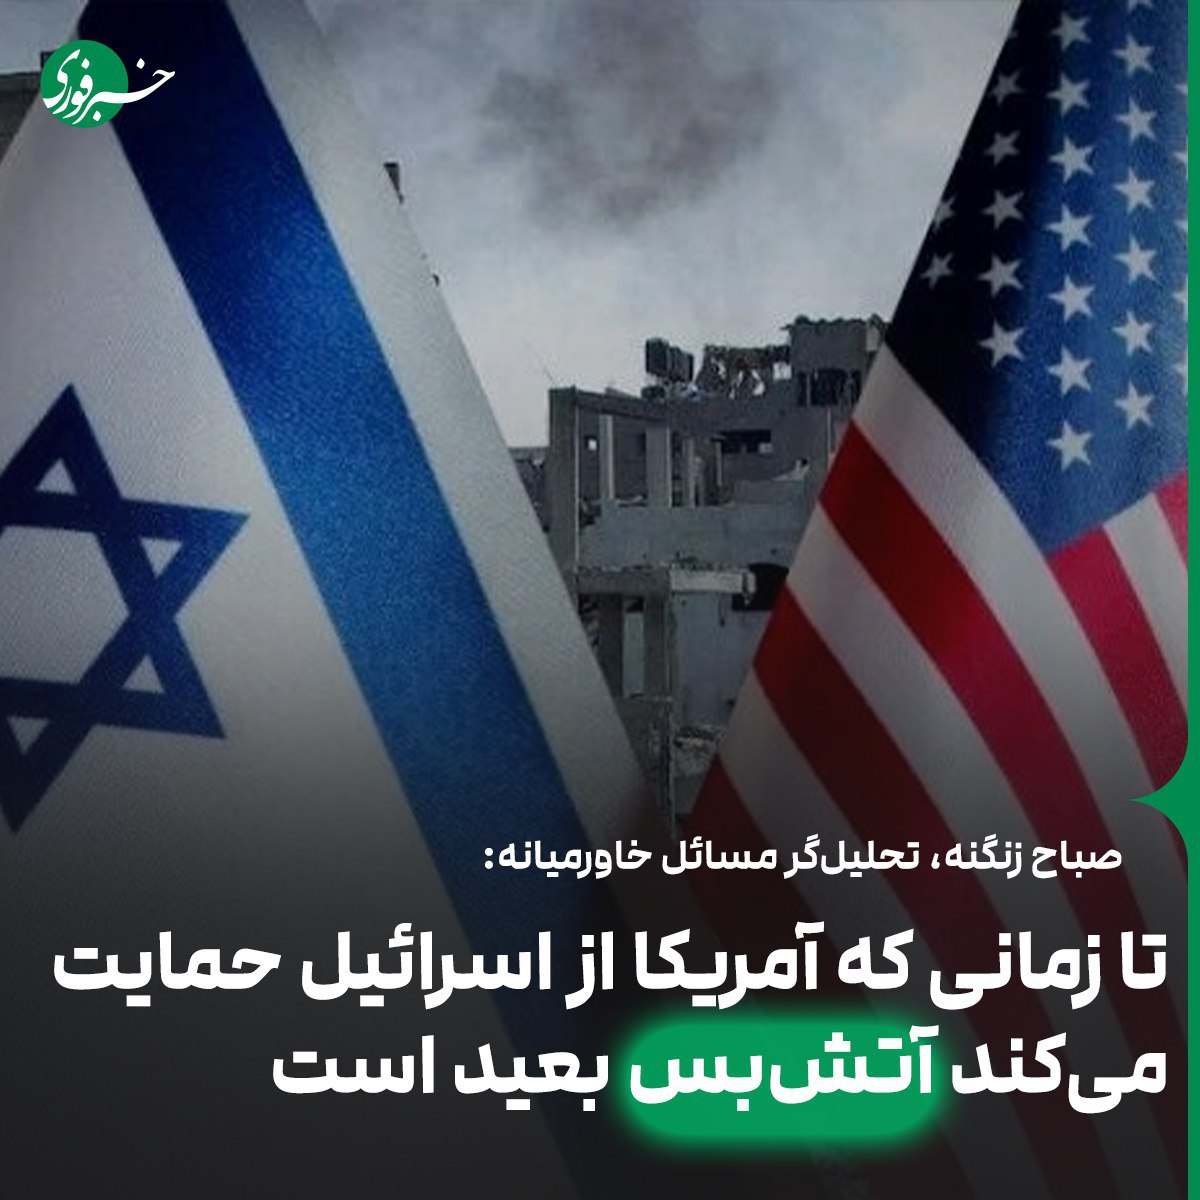 خبرفوری
صباح زنگنه، تحلیل‌گر مسائل خاورمیانه:
تا زمانی که آمریکا از اسرائیل حمایت
می‌کند آتش‌بس بعید است